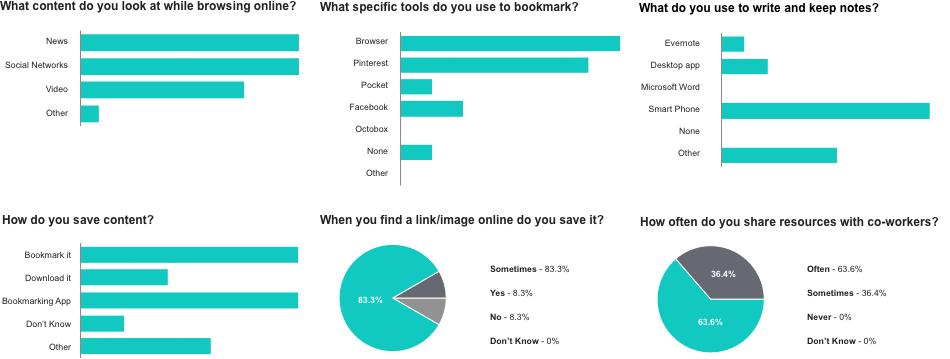 What content do you look at while browsing online?
News
Social Networks
Video
Other
What specific tools do you use to bookmark?
Browser
Pinterest
Pocket
Facebook
Octobox
None
Other
What do you use to write and keep notes?
Evernote
Desktop app
Microsoft Word
Smart Phone
None
Other
How do you save content?
Bookmark it
Download it
Bookmarking App
Don't Know
Other
When you find a link/image online do you save it?
83.3%
Sometimes - 83.3%
Yes - 8.3%
No - 8.3%
Don't Know - 0%
How often do you share resources with co-workers?
36.4%
63.6%
Often - 63.6%
Sometimes - 36.4%
Never - 0%
Don't Know - 0%